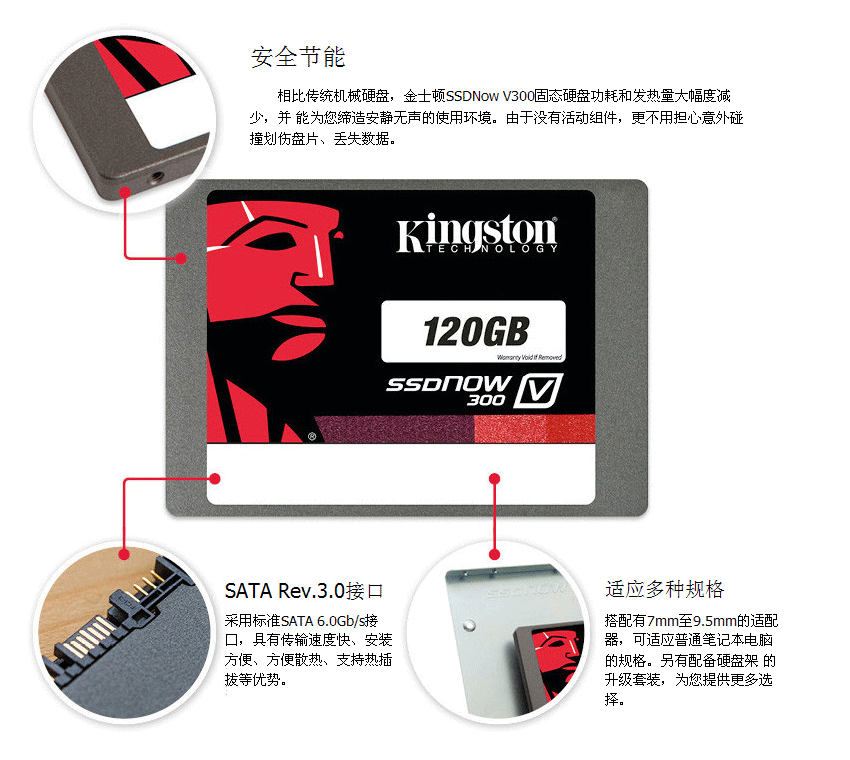 安全节能
相比传统机械硬盘，金士顿SSDNow V300固态硬盘功耗和发热量大幅度减
少，并 能为您缔造安静无声的使用环境。由于没有活动组件，更不用担心意外碰
撞划伤盘片、丢失数据。
Kingston®
TECHNOLOGY
120GB
Warranty Void If Removed
SSDNOW V
300
®
SATA Rev.3.0接口
采用标准SATA 6.0Gb/s接
口，具有传输速度快、安装
方便、方便散热、支持热插
拔等优势。
适应多种规格
搭配有7mm至9.5mm的适配
器，可适应普通笔记本电脑
的规格。另有配备硬盘架 的
升级套装，为您提供更多选
择。